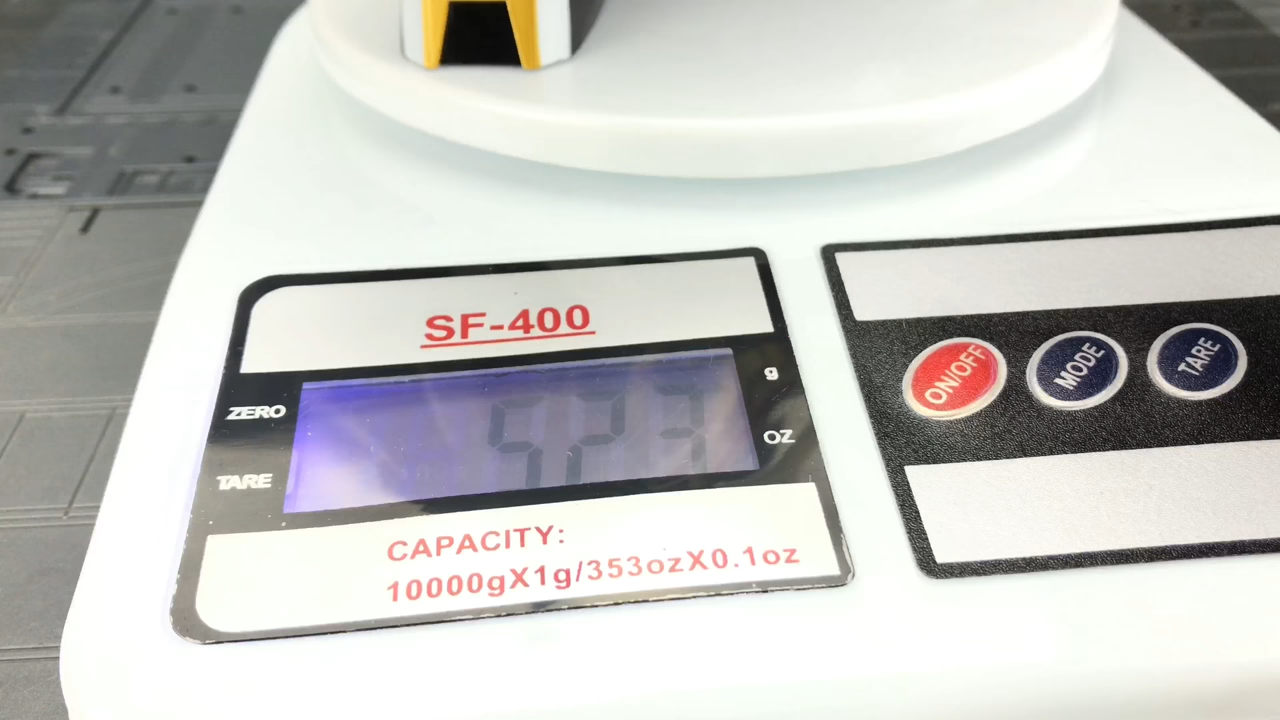 SF-400
ZERO
TARE
523
g
OZ
CAPACITY:
10000gX1g/353ozX0.1oz
ON/OFF
MODE
TARE